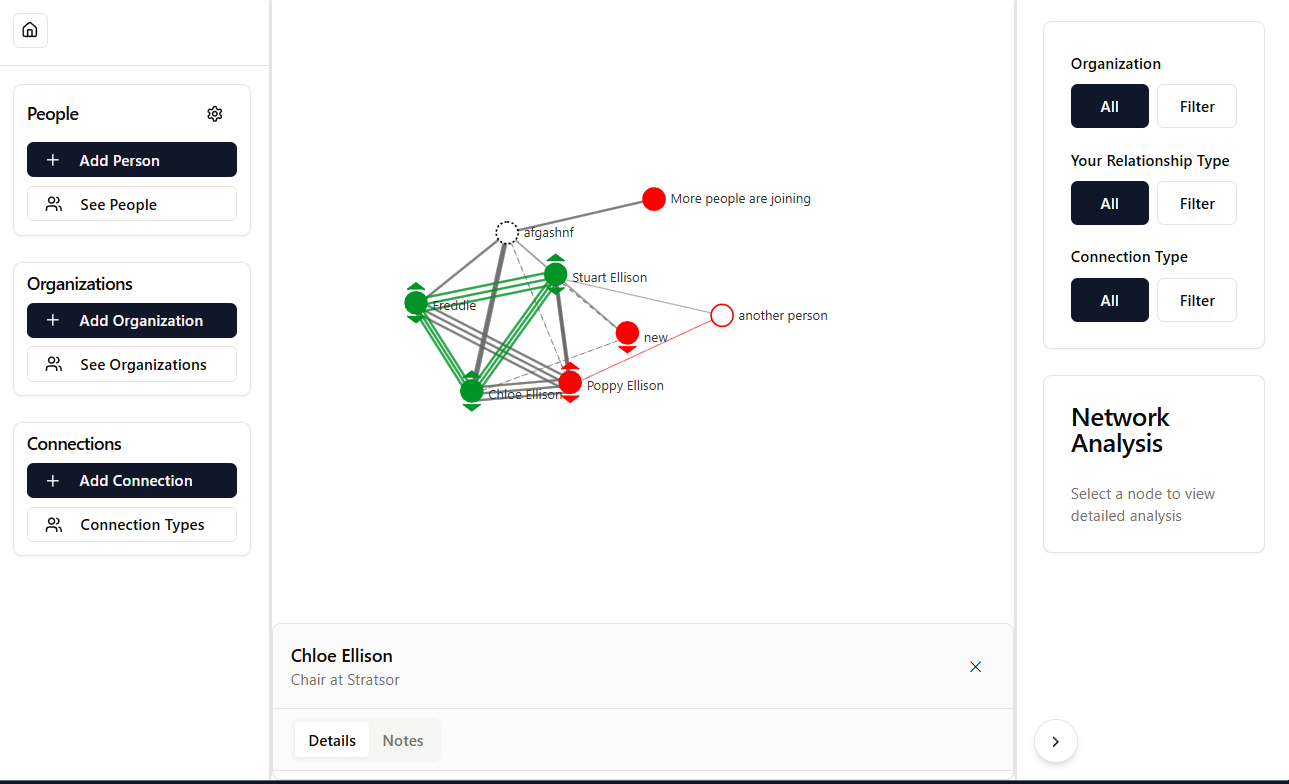 People
Add Person
See People
Organizations
Add Organization
See Organizations
Connections
Add Connection
Connection Types
More people are joining
afgashnf
Stuart Ellison
Freddie
another person
new
Poppy Ellison
Chloe Ellison
Chloe Ellison
Chair at Stratsor
Details
Notes
Organization
All
Filter
Your Relationship Type
All
Filter
Connection Type
All
Filter
Network
Analysis
Select a node to view
detailed analysis